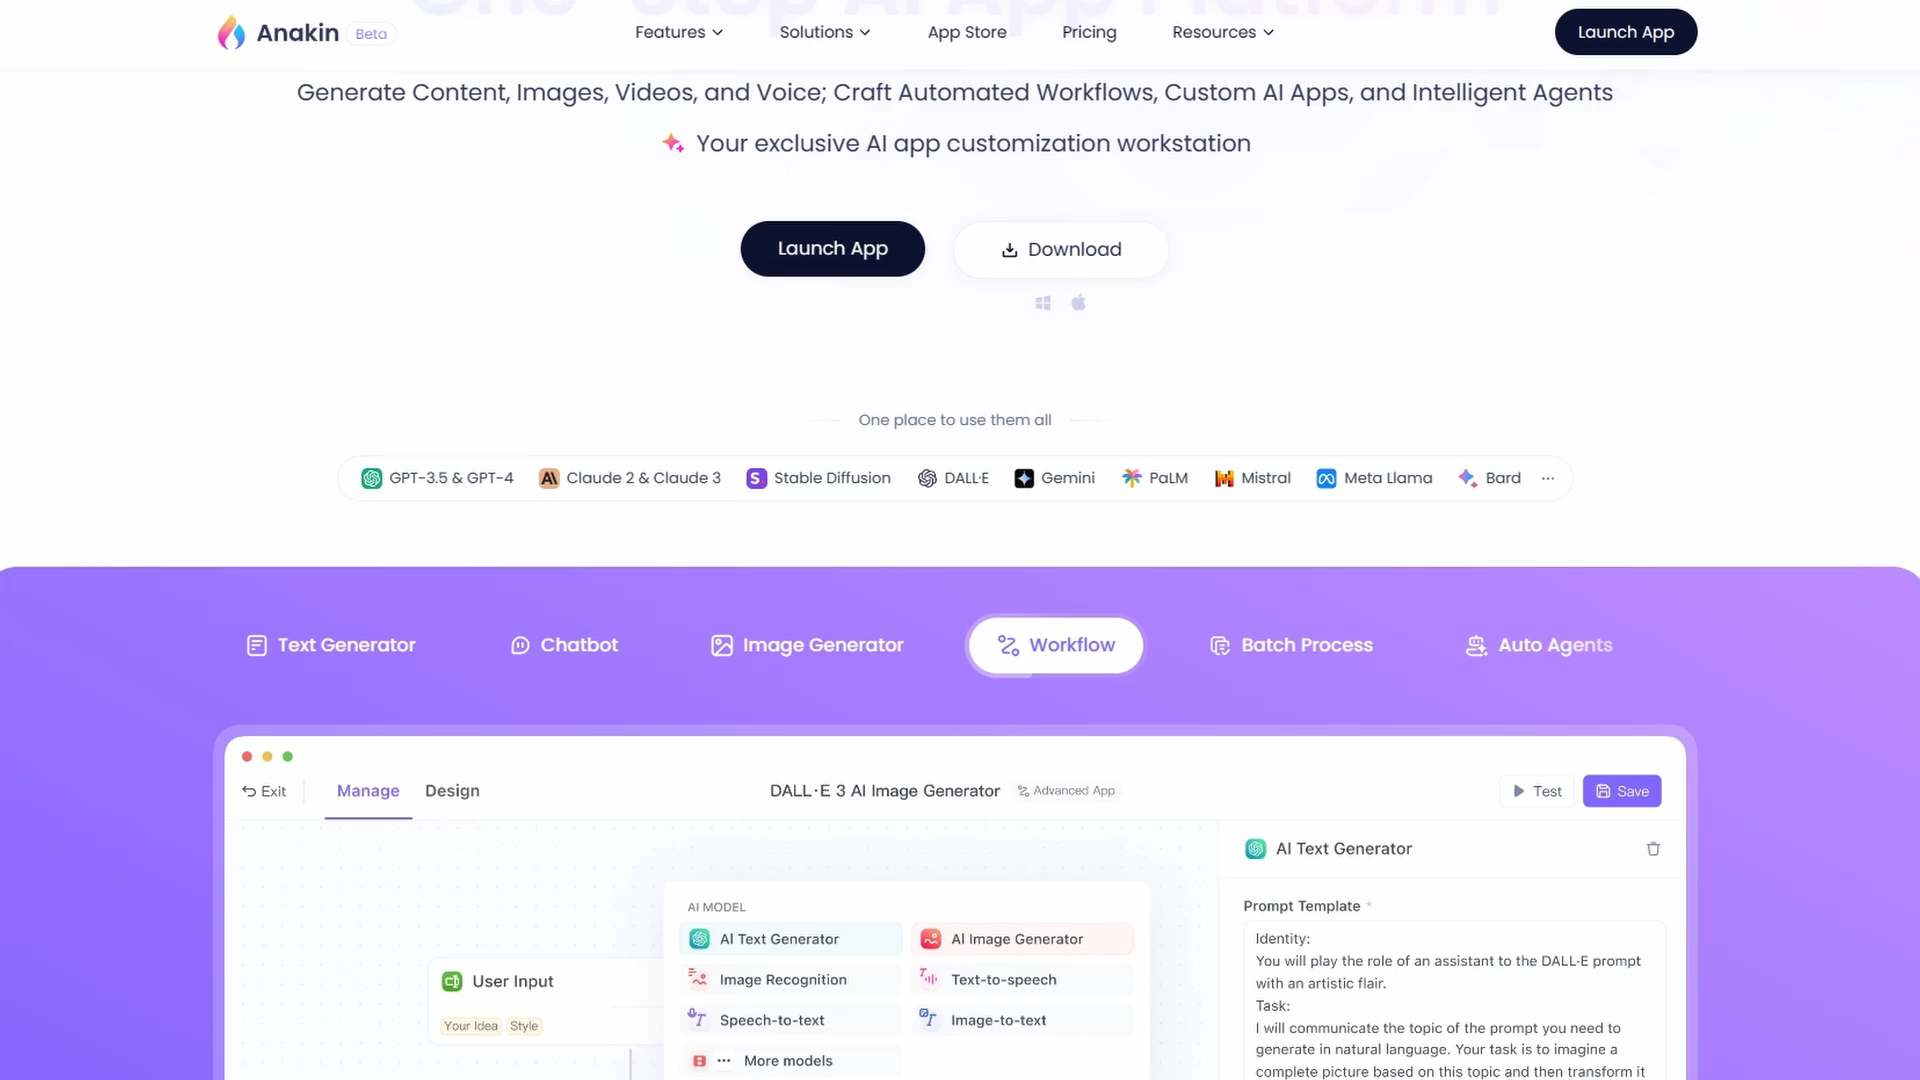 One-Stop AI App Platform
Anakin Beta Features Solutions App Store Pricing Resources Launch App
Generate Content, Images, Videos, and Voice; Craft Automated Workflows, Custom AI Apps, and Intelligent Agents
Your exclusive AI app customization workstation
Launch App Download
One place to use them all
GPT-3.5 & GPT-4 Claude 2 & Claude 3 Stable Diffusion DALL·E Gemini PaLM Mistral Meta Llama Bard ···
Text Generator Chatbot Image Generator Workflow Batch Process Auto Agents
Exit Manage Design DALL·E 3 AI Image Generator Advanced App Test Save
AI Text Generator
Prompt Template *
AI MODEL
AI Text Generator AI Image Generator
Image Recognition Text-to-speech
Speech-to-text Image-to-text
··· More models
User Input
Your Idea Style
Identity:
You will play the role of an assistant to the DALL·E prompt
with an artistic flair.
Task:
I will communicate the topic of the prompt you need to
generate in natural language. Your task is to imagine a
complete picture based on this topic and then transform it